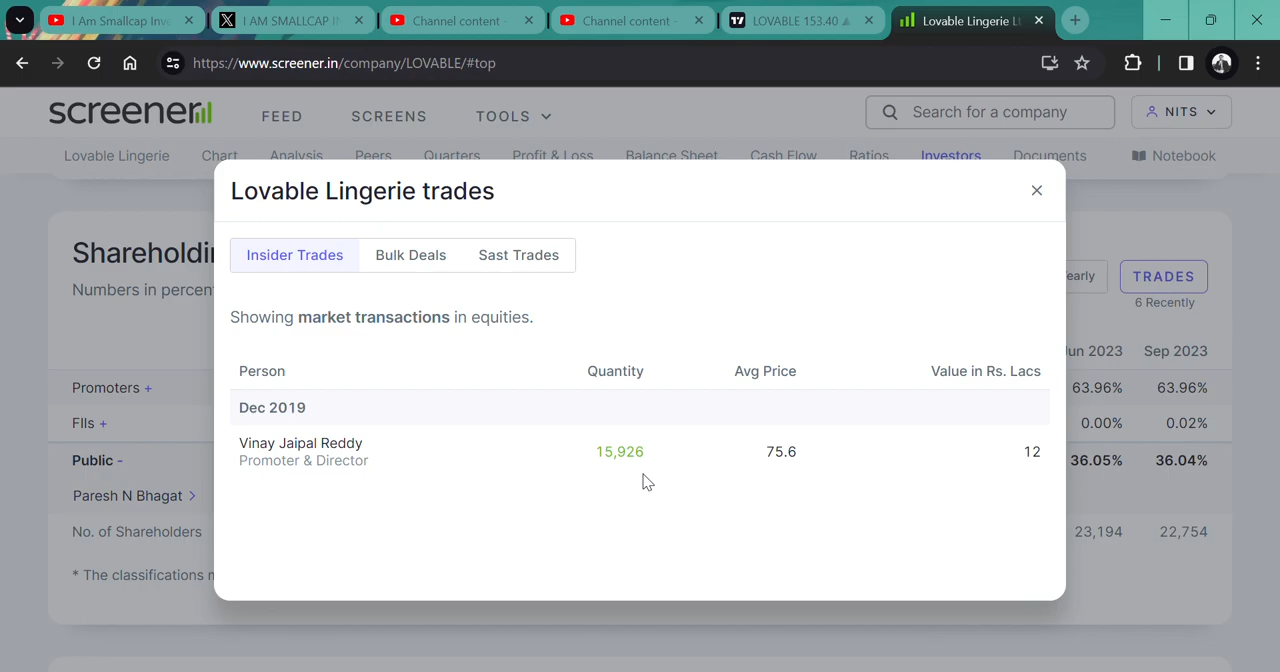 I Am Smallcap Inve
I AM SMALLCAP IN
Channel content -
Channel content -
LOVABLE 153.40
Lovable Lingerie L
https://www.screener.in/company/LOVABLE/#top
screener
FEED
SCREENS
TOOLS
Search for a company
NITS
Lovable Lingerie
Chart
Analysis
Peers
Quarters
Profit & Loss
Balance Sheet
Cash Flow
Ratios
Investors
Documents
Notebook
Lovable Lingerie trades
Insider Trades
Bulk Deals
Sast Trades
Showing market transactions in equities.
Person Quantity Avg Price Value in Rs. Lacs
Dec 2019
Vinay Jaipal Reddy 15,926 75.6 12
Promoter & Director
Shareholdin
Numbers in percent
early
TRADES
6 Recently
Jun 2023 Sep 2023
Promoters + 63.96% 63.96%
FIIs + 0.00% 0.02%
Public - 36.05% 36.04%
Paresh N Bhagat
No. of Shareholders 23,194 22,754
* The classifications